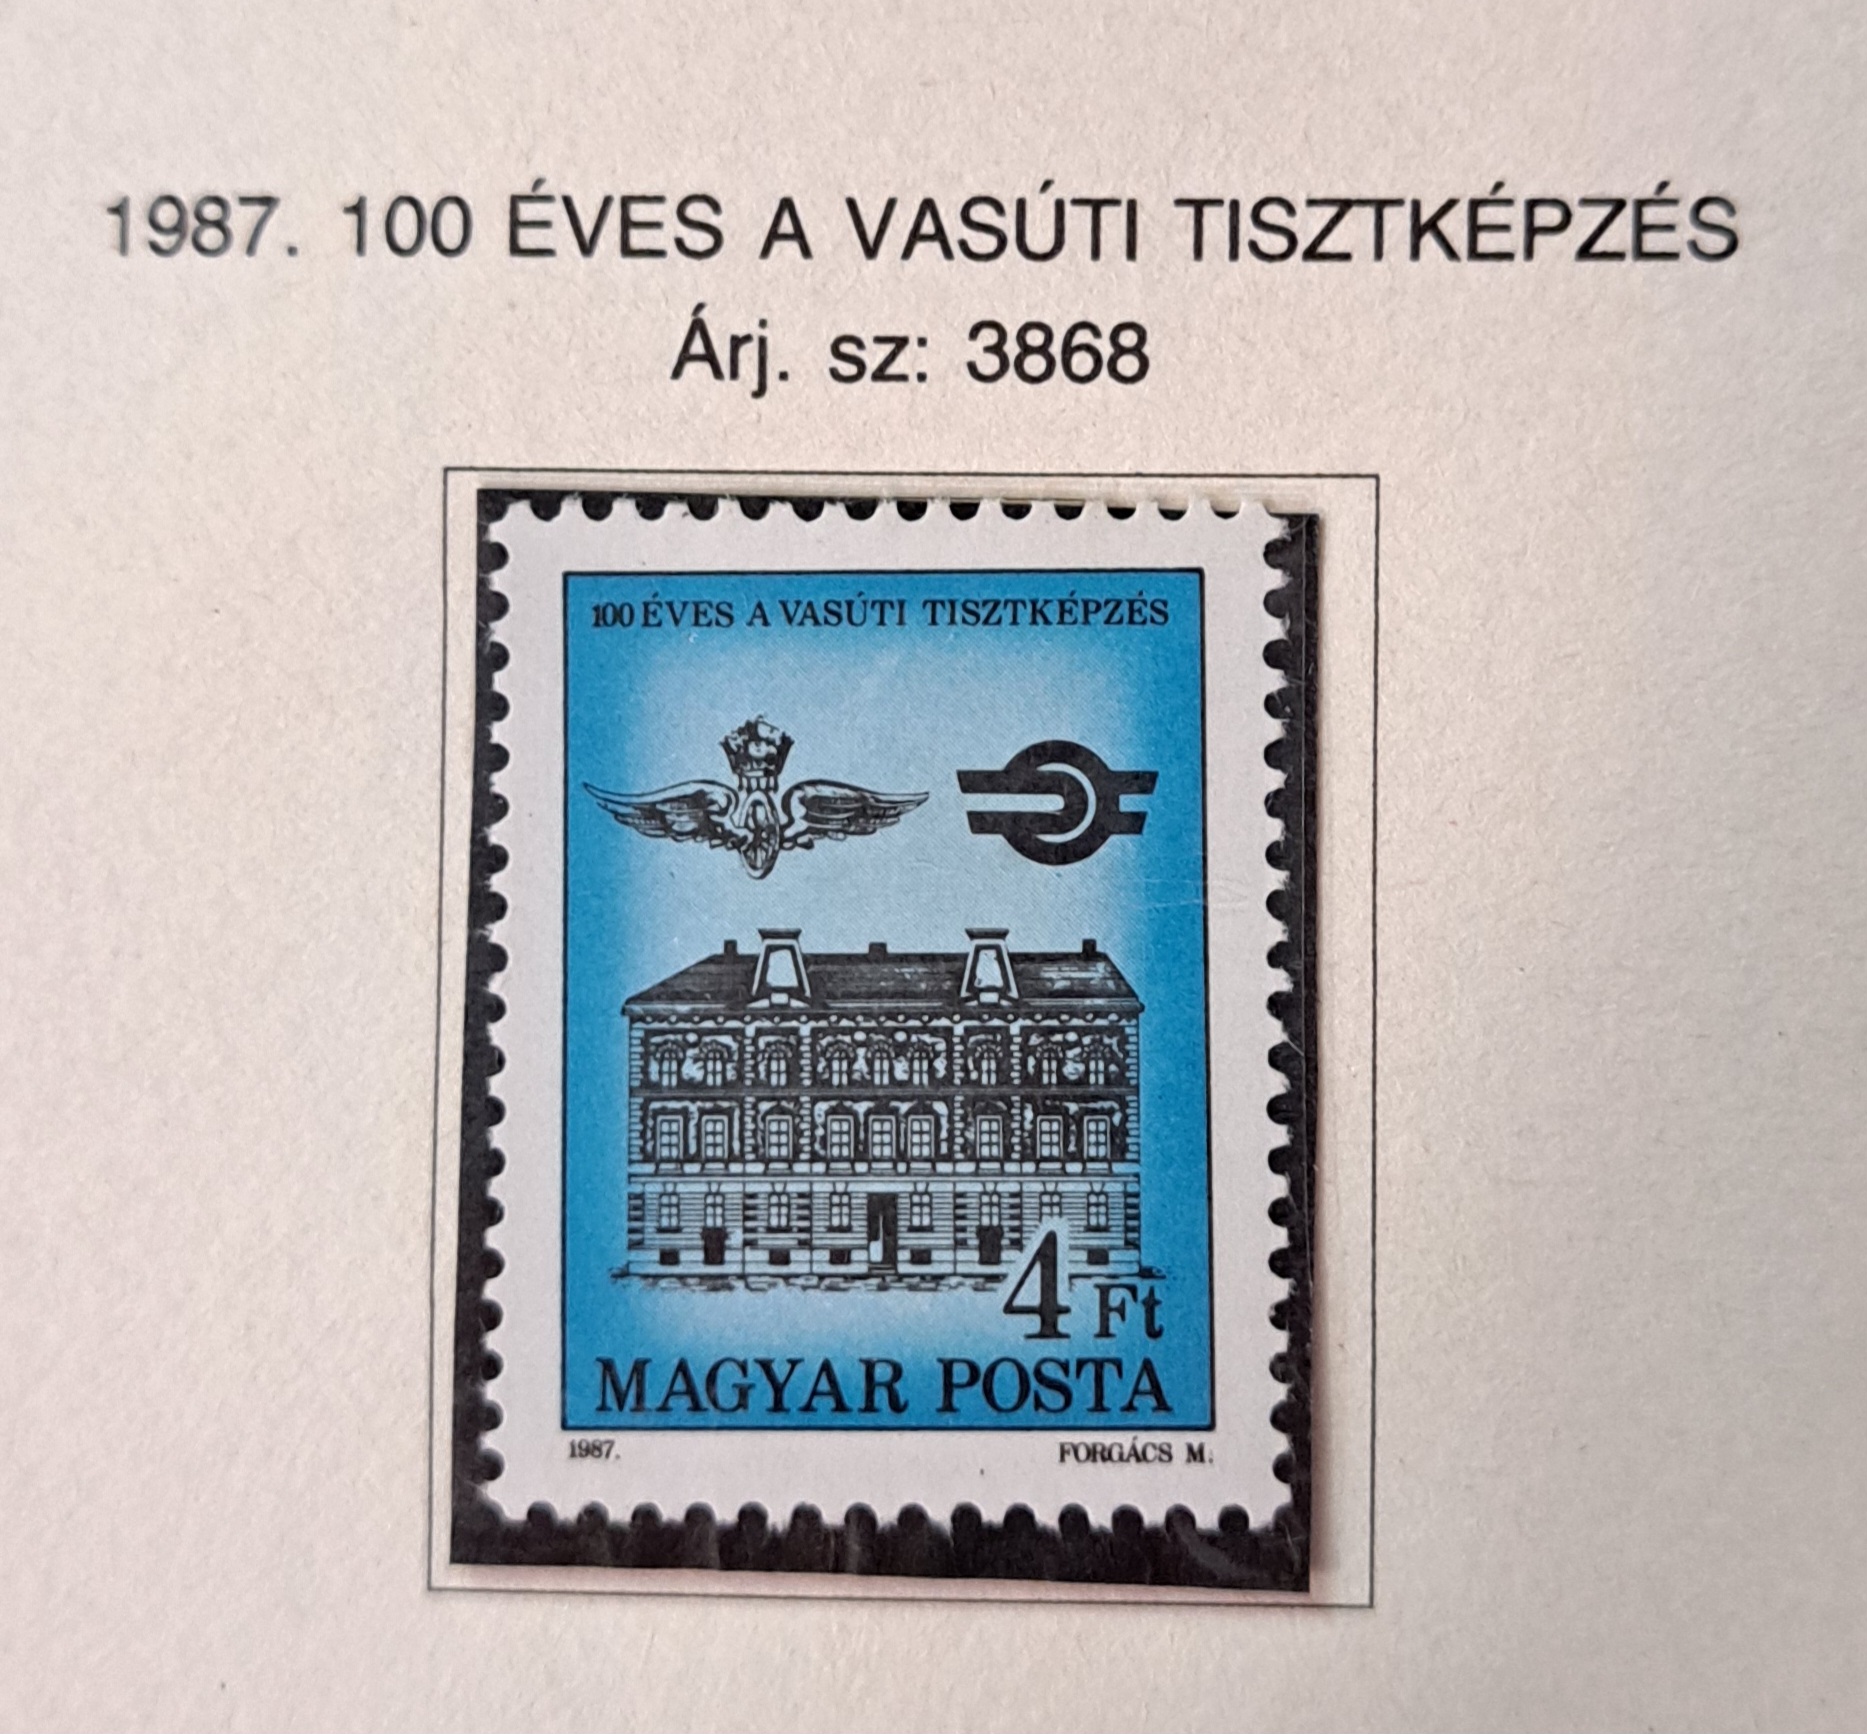 1987. 100 ÉVES A VASÚTI TISZTKÉPZÉS
Árj. sz: 3868
100 ÉVES A VASÚTI TISZTKÉPZÉS
4 Ft
MAGYAR POSTA
1987. FORGÁCS M.